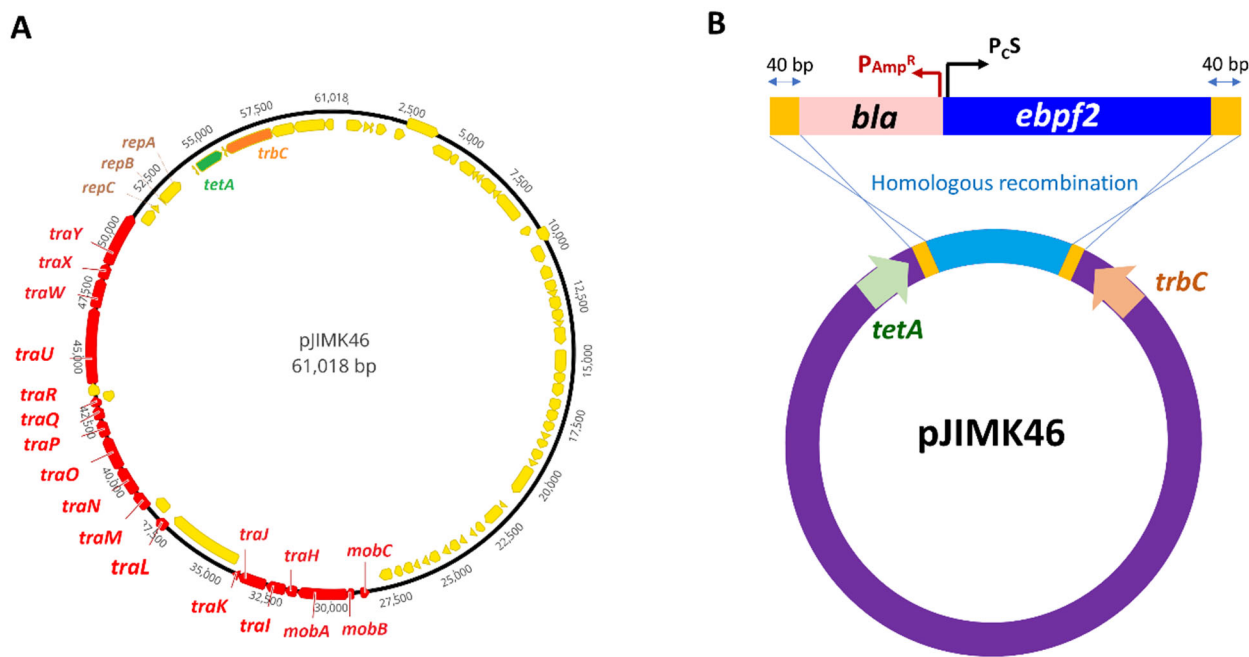 A
61,018
2,500
5,000
7,500
10,000
12,500
15,000
17,500
20,000
22,500
25,000
27,500
30,000
32,500
35,000
37,500
40,000
42,500
45,000
47,500
50,000
52,500
55,000
57,500
repA
repB
repC
tetA
trbC
traY
traX
traW
traU
traR
traQ
traP
traO
traN
traM
traL
traK
traJ
traI
traH
mobA
mobB
mobC
pJIMK46
61,018 bp
B
40 bp
PAmpR
PCS
40 bp
bla
ebpf2
Homologous recombination
tetA
trbC
pJIMK46